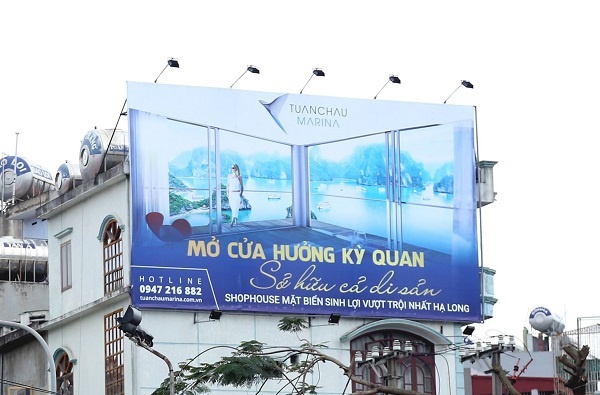 TUANCHAU
MARINA
MỞ CỬA HƯỞNG KỲ QUAN
Sở hữu cả di sản
SHOPHOUSE MẶT BIỂN SINH LỢI VƯỢT TRỘI NHẤT HẠ LONG
HOTLINE
0947 216 882
tuanchaumarina.com.vn